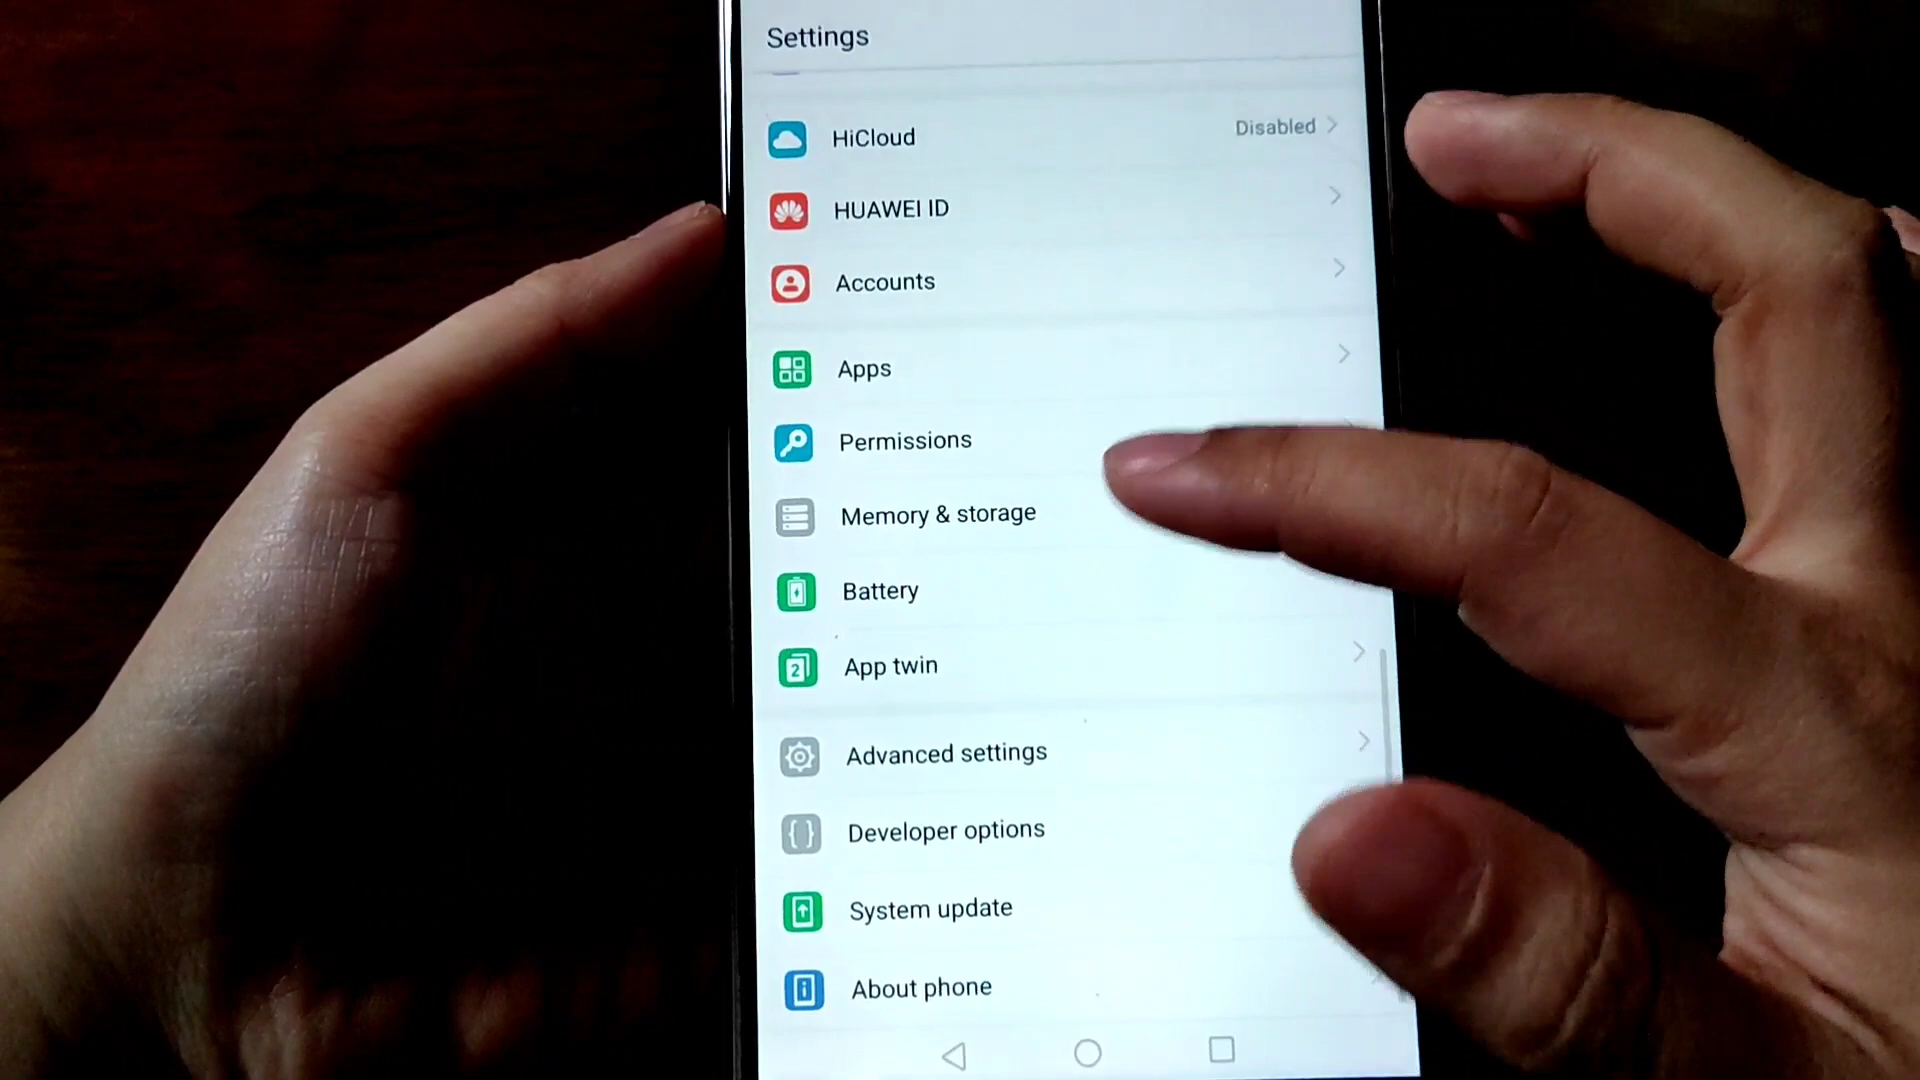 Settings
HiCloud
Disabled
HUAWEI ID
Accounts
Apps
Permissions
Memory & storage
Battery
2
App twin
Advanced settings
Developer options
System update
About phone